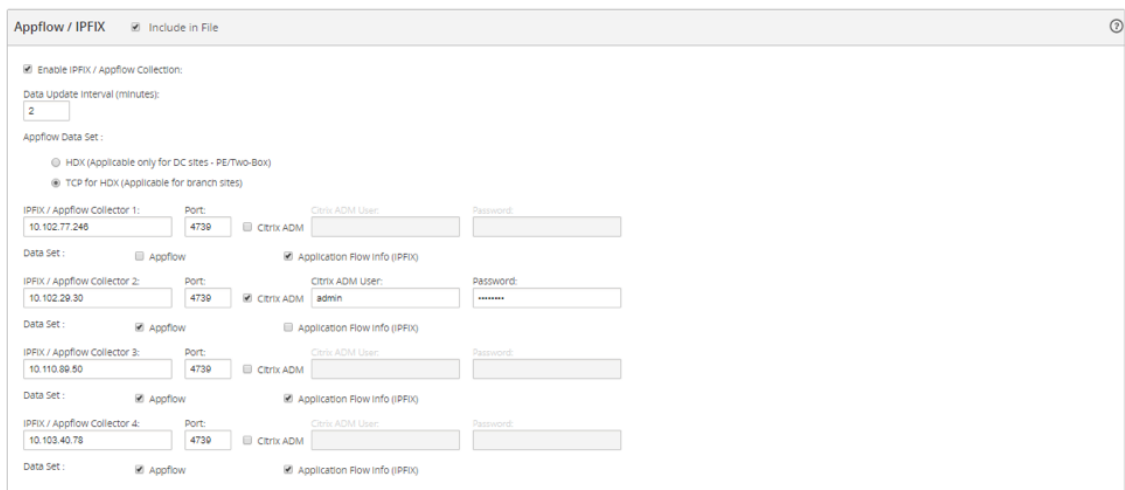 Appflow / IPFIX Include in File ?
Enable IPFIX / Appflow Collection:
Data Update Interval (minutes):
2
Appflow Data Set :
HDX (Applicable only for DC sites - PE/Two-Box)
TCP for HDX (Applicable for branch sites)
IPFIX / Appflow Collector 1: Port: Citrix ADM User: Password:
10.102.77.246 4739 Citrix ADM
Data Set : Appflow Application Flow Info (IPFIX)
IPFIX / Appflow Collector 2: Port: Citrix ADM User: Password:
10.102.29.30 4739 Citrix ADM admin ••••••••
Data Set : Appflow Application Flow Info (IPFIX)
IPFIX / Appflow Collector 3: Port: Citrix ADM User: Password:
10.110.89.50 4739 Citrix ADM
Data Set : Appflow Application Flow Info (IPFIX)
IPFIX / Appflow Collector 4: Port: Citrix ADM User: Password:
10.103.40.78 4739 Citrix ADM
Data Set : Appflow Application Flow Info (IPFIX)